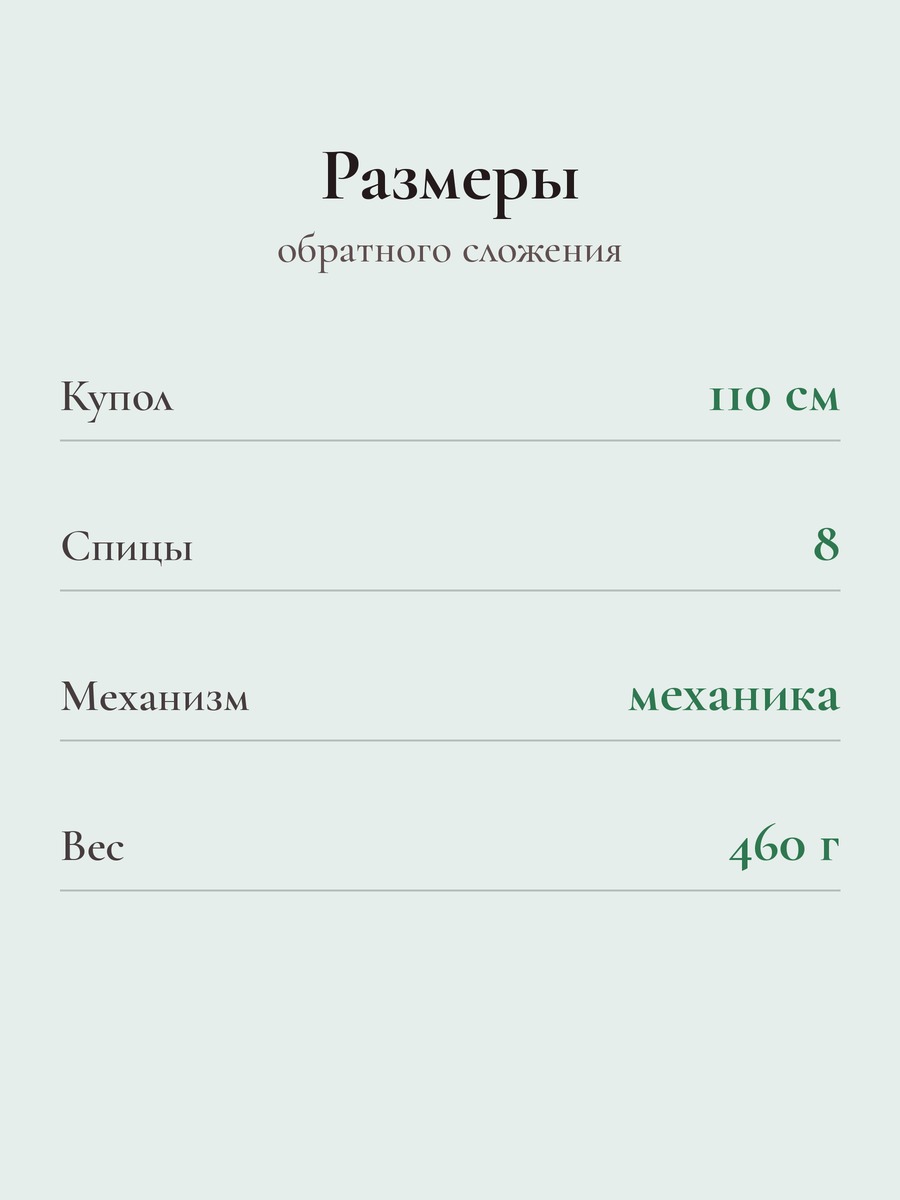 Размеры
обратного сложения
Купол 110 см
Спицы 8
Механизм механика
Вес 460 г